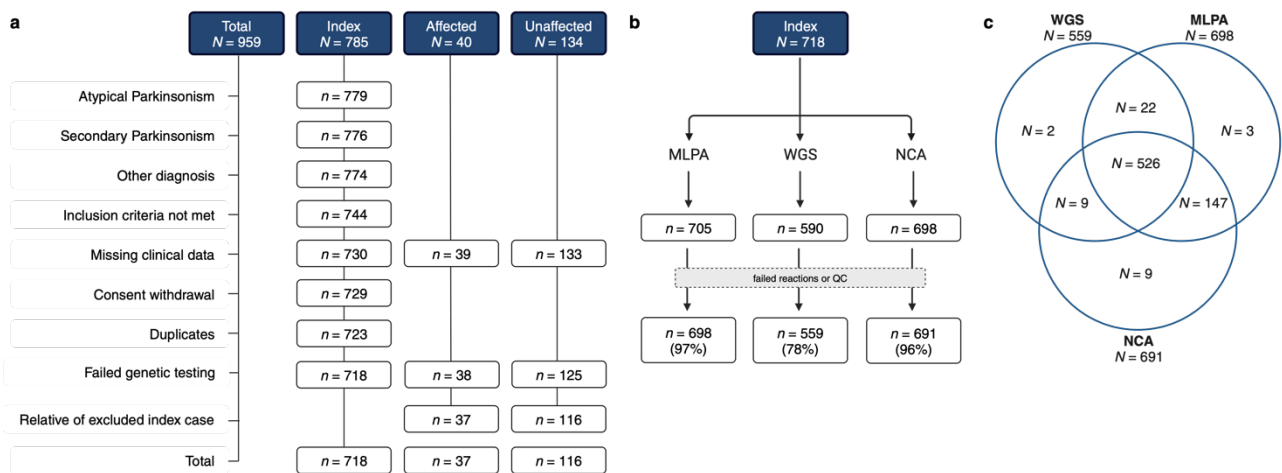 a
Total
N = 959
Index
N = 785
Affected
N = 40
Unaffected
N = 134
Atypical Parkinsonism
n = 779
Secondary Parkinsonism
n = 776
Other diagnosis
n = 774
Inclusion criteria not met
n = 744
Missing clinical data
n = 730
n = 39
n = 133
Consent withdrawal
n = 729
Duplicates
n = 723
Failed genetic testing
n = 718
n = 38
n = 125
Relative of excluded index case
n = 37
n = 116
Total
n = 718
n = 37
n = 116
b
Index
N = 718
MLPA
WGS
NCA
n = 705
n = 590
n = 698
failed reactions or QC
n = 698
(97%)
n = 559
(78%)
n = 691
(96%)
c
WGS
N = 559
MLPA
N = 698
N = 22
N = 2
N = 3
N = 526
N = 9
N = 147
N = 9
NCA
N = 691